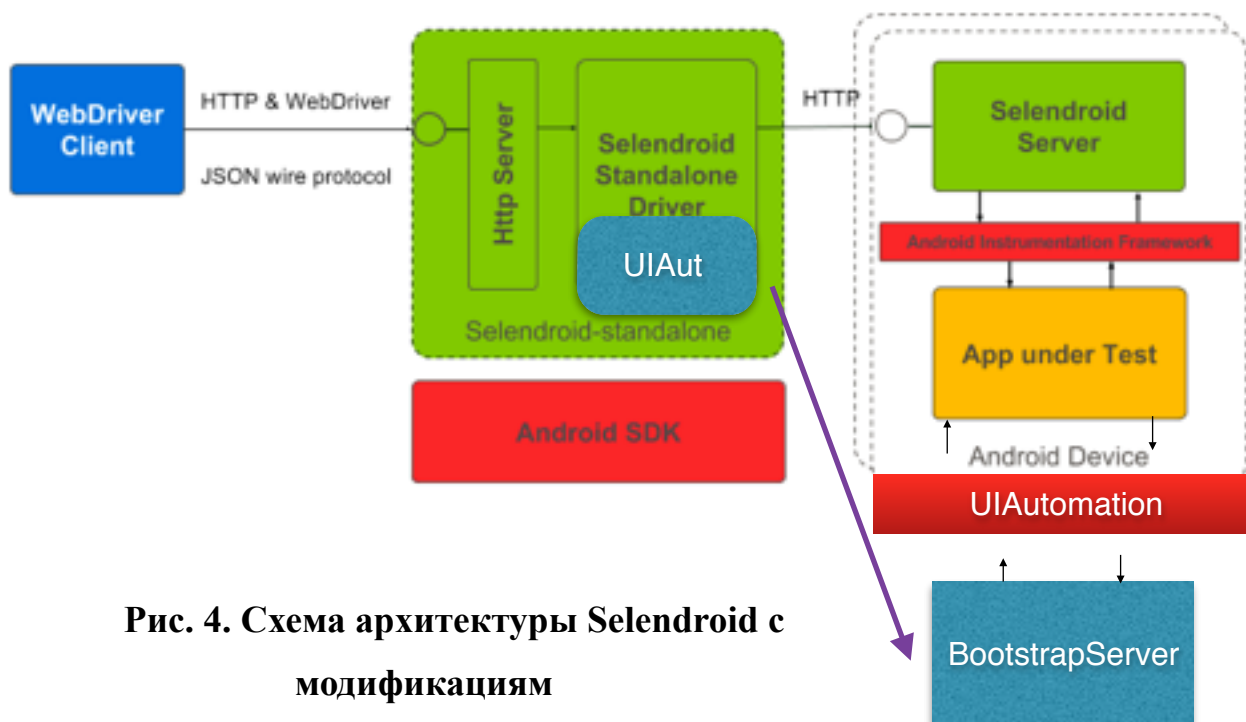 WebDriver
Client
HTTP & WebDriver
JSON wire protocol
Http Server
Selendroid
Standalone
Driver
UIAut
Selendroid-standalone
Android SDK
HTTP
Selendroid
Server
Android Instrumentation Framework
App under Test
Android Device
UIAutomation
BootstrapServer
Рис. 4. Схема архитектуры Selendroid с
модификациям